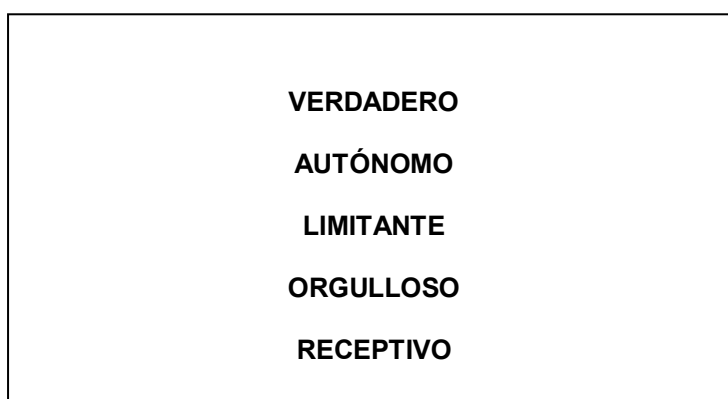 VERDADERO
AUTÓNOMO
LIMITANTE
ORGULLOSO
RECEPTIVO